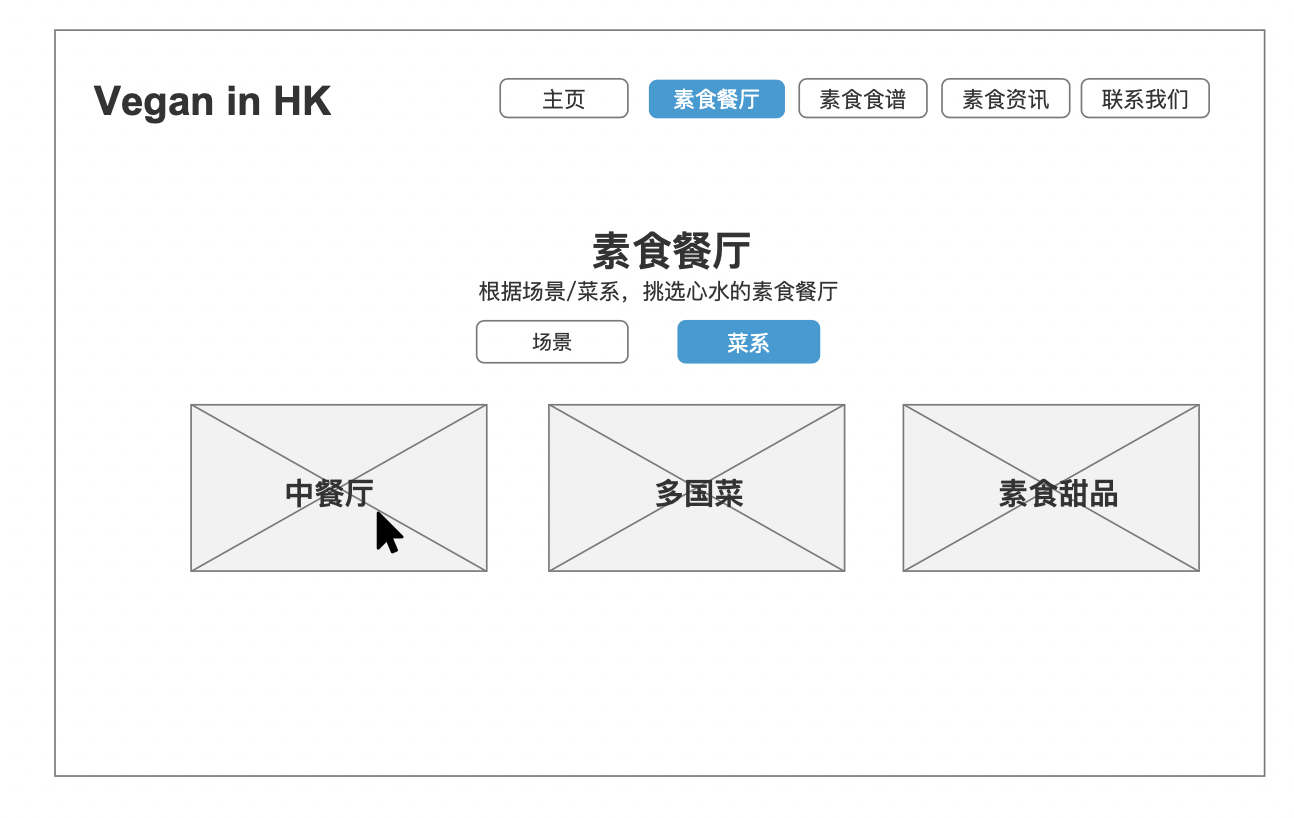 Vegan in HK
主页 素食餐厅 素食食谱 素食资讯 联系我们
素食餐厅
根据场景/菜系，挑选心水的素食餐厅
场景 菜系
中餐厅 多国菜 素食甜品